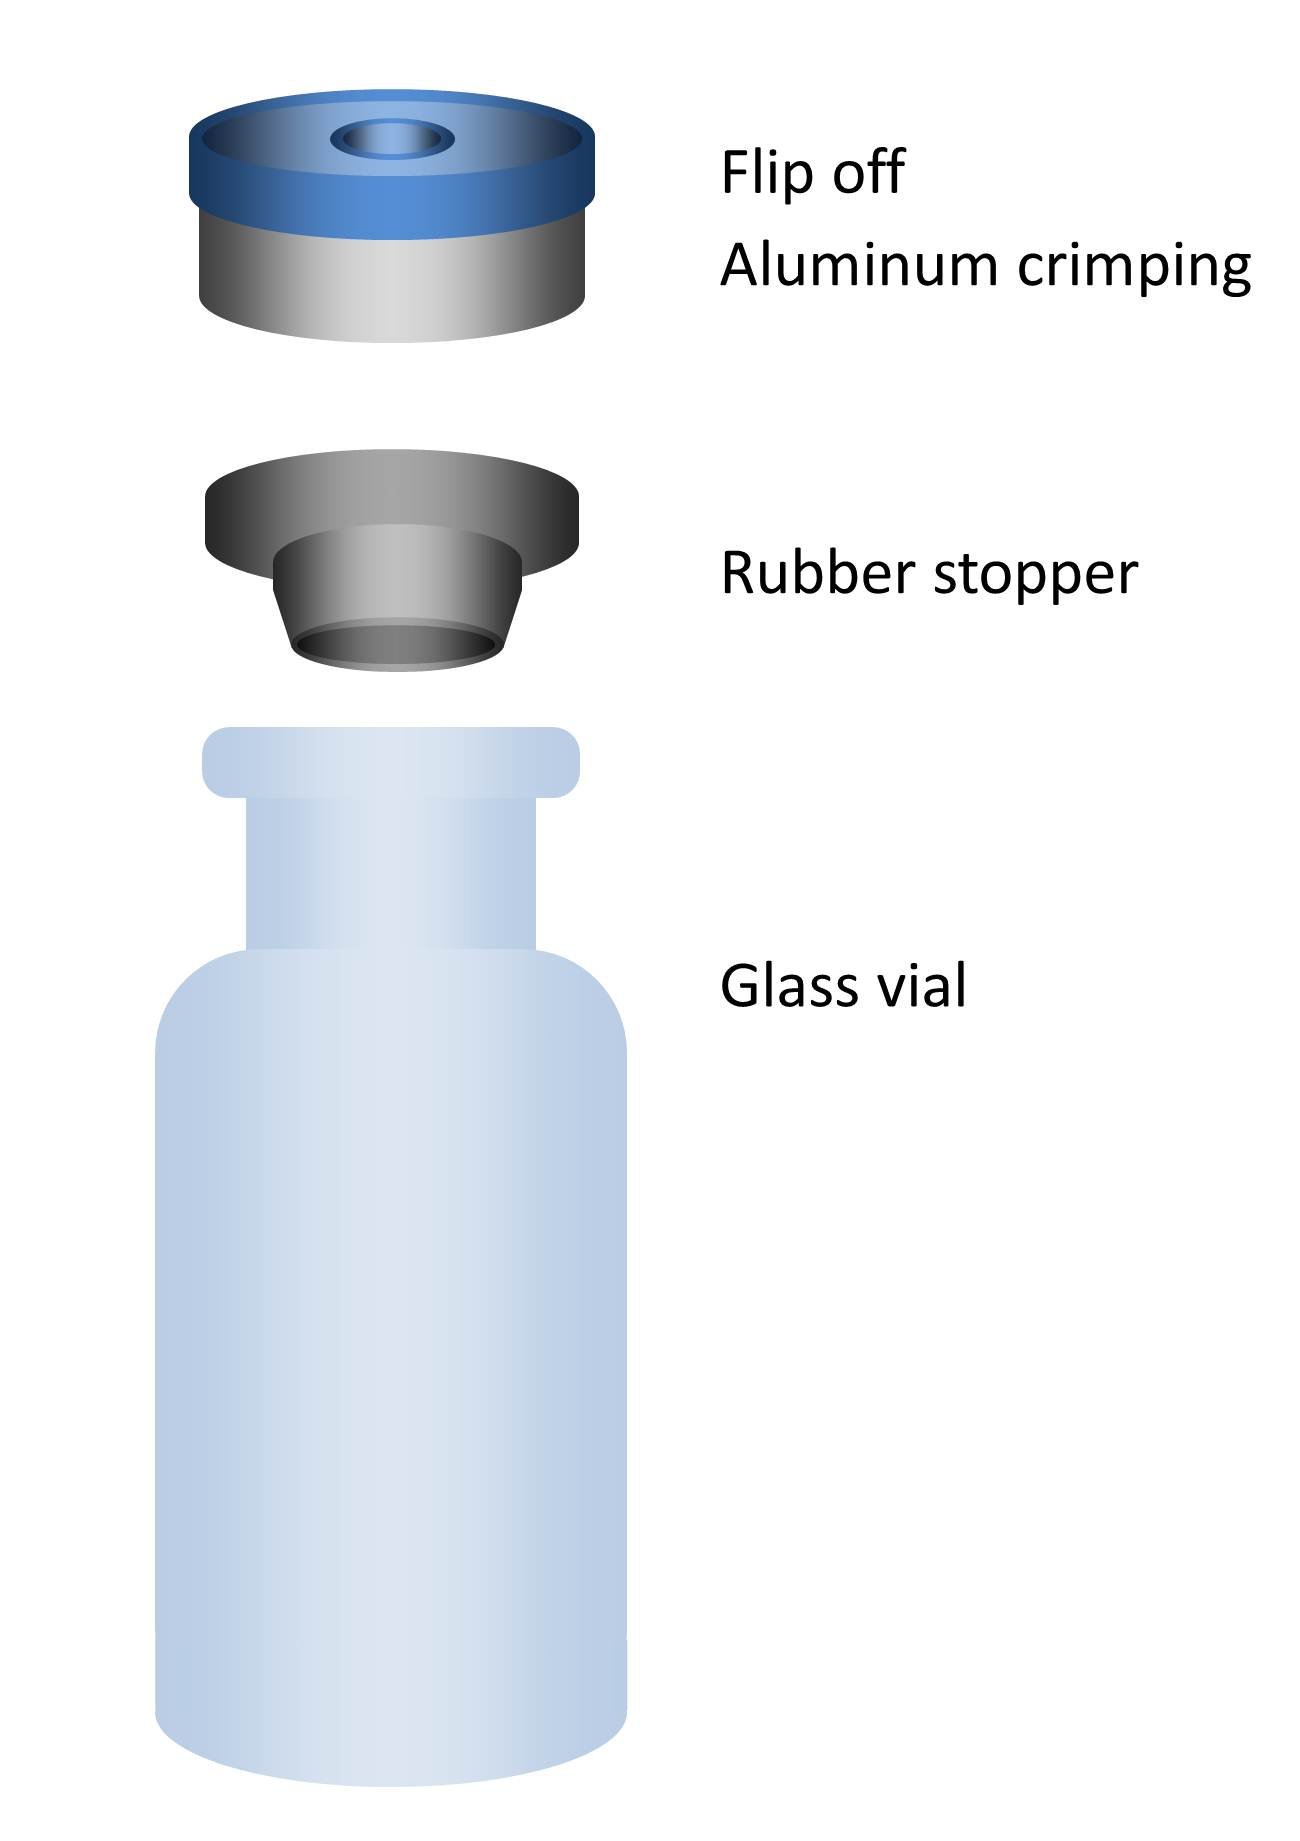 Flip off
Aluminum crimping
Rubber stopper
Glass vial